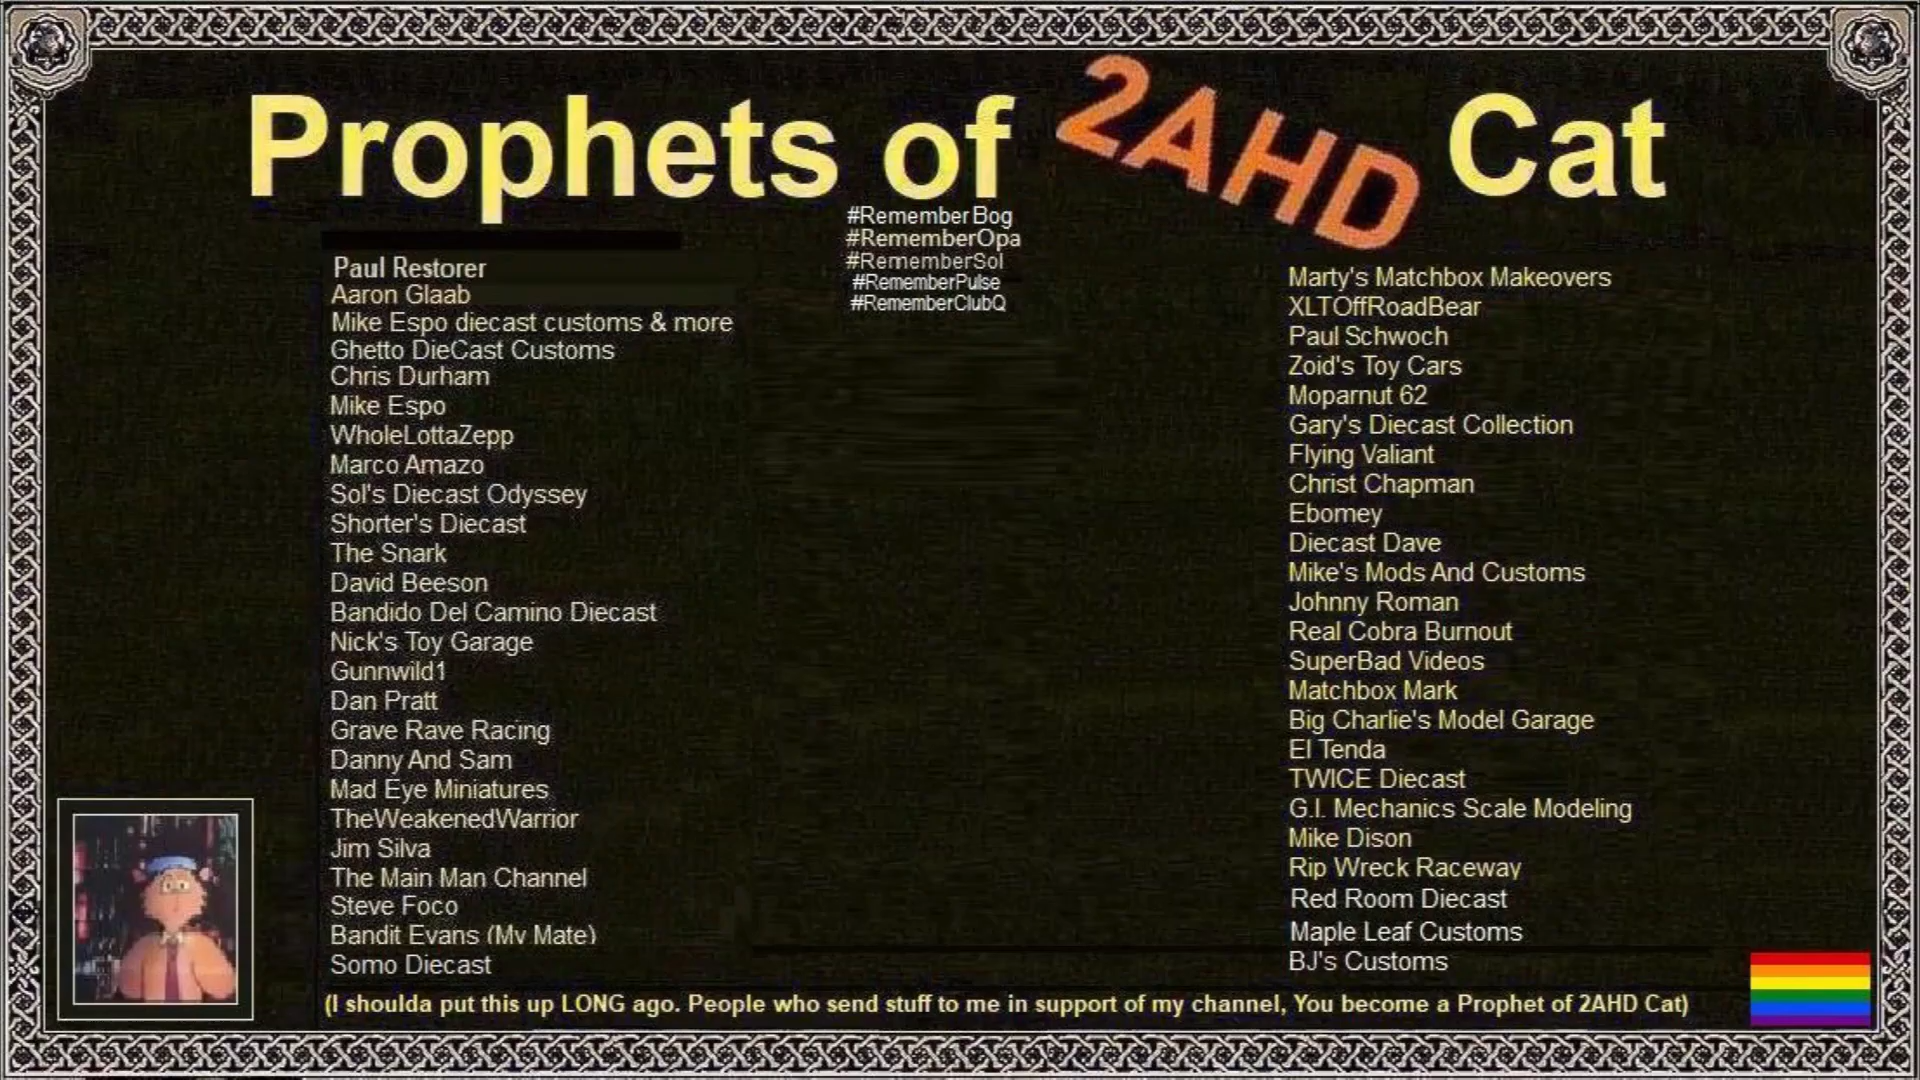 Prophets of 2AHD Cat
#RememberBog
#RememberOpa
#RememberSol
#RememberPulse
#RememberClubQ
Paul Restorer
Aaron Glaab
Mike Espo diecast customs & more
Ghetto DieCast Customs
Chris Durham
Mike Espo
WholeLottaZepp
Marco Amazo
Sol's Diecast Odyssey
Shorter's Diecast
The Snark
David Beeson
Bandido Del Camino Diecast
Nick's Toy Garage
Gunnwild1
Dan Pratt
Grave Rave Racing
Danny And Sam
Mad Eye Miniatures
TheWeakenedWarrior
Jim Silva
The Main Man Channel
Steve Foco
Bandit Evans (My Mate)
Somo Diecast
Marty's Matchbox Makeovers
XLTOffRoadBear
Paul Schwoch
Zoid's Toy Cars
Moparnut 62
Gary's Diecast Collection
Flying Valiant
Christ Chapman
Ebomey
Diecast Dave
Mike's Mods And Customs
Johnny Roman
Real Cobra Burnout
SuperBad Videos
Matchbox Mark
Big Charlie's Model Garage
El Tenda
TWICE Diecast
G.I. Mechanics Scale Modeling
Mike Dison
Rip Wreck Raceway
Red Room Diecast
Maple Leaf Customs
BJ's Customs
(I shoulda put this up LONG ago. People who send stuff to me in support of my channel, You become a Prophet of 2AHD Cat)